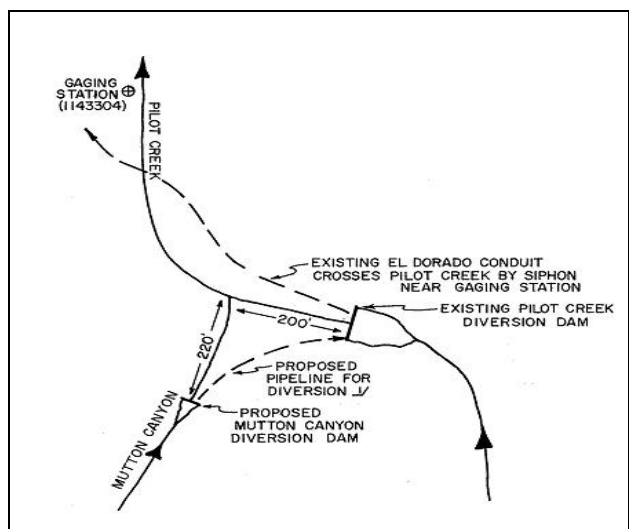 GAGING
STATION
(1143304)
PILOT CREEK
EXISTING EL DORADO CONDUIT
CROSSES PILOT CREEK BY SIPHON
NEAR GAGING STATION
EXISTING PILOT CREEK
DIVERSION DAM
200'
220'
PROPOSED
PIPELINE FOR
DIVERSION 1/
PROPOSED
MUTTON CANYON
DIVERSION DAM
MUTTON CANYON